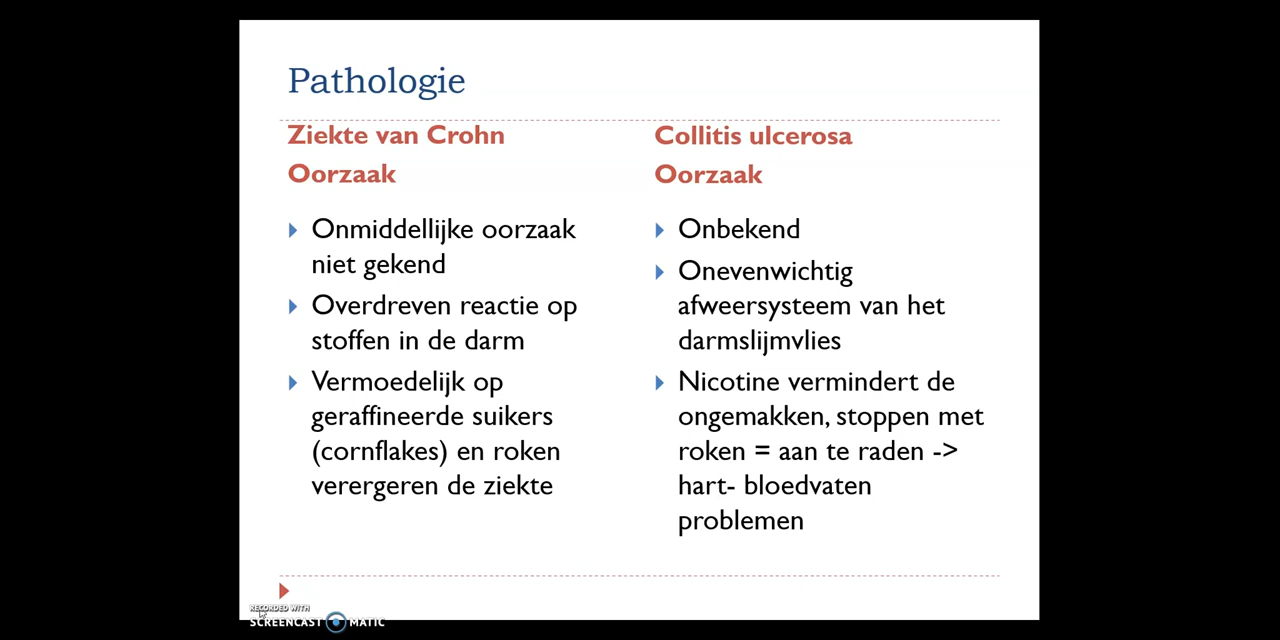 Pathologie
Ziekte van Crohn
Oorzaak
Onmiddellijke oorzaak
niet gekend
Overdreven reactie op
stoffen in de darm
Vermoedelijk op
geraffineerde suikers
(cornflakes) en roken
verergeren de ziekte
Collitis ulcerosa
Oorzaak
Onbekend
Onevenwichtig
afweersysteem van het
darmslijmvlies
Nicotine vermindert de
ongemakken, stoppen met
roken = aan te raden ->
hart- bloedvaten
problemen
RECORDED WITH
SCREENCAST MATIC